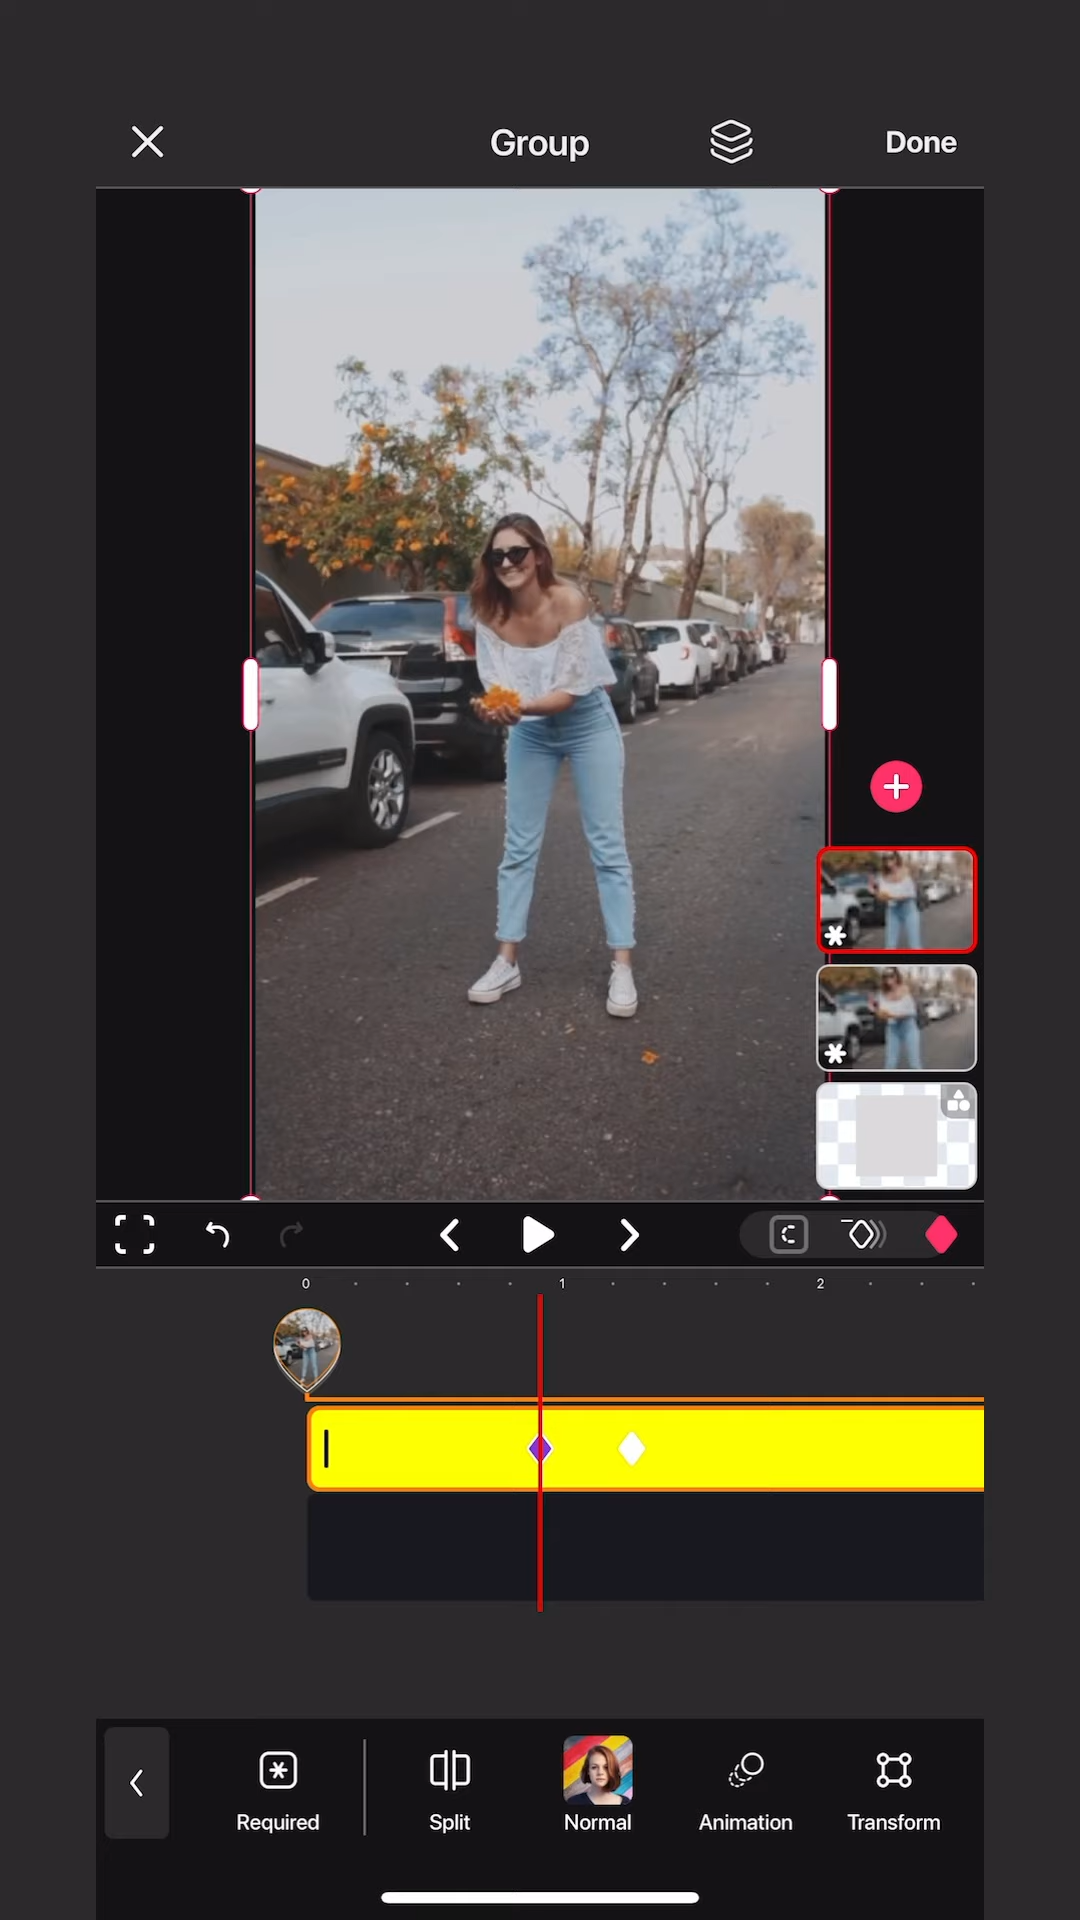 Group
Done
0
1
2
Required
Split
Normal
Animation
Transform